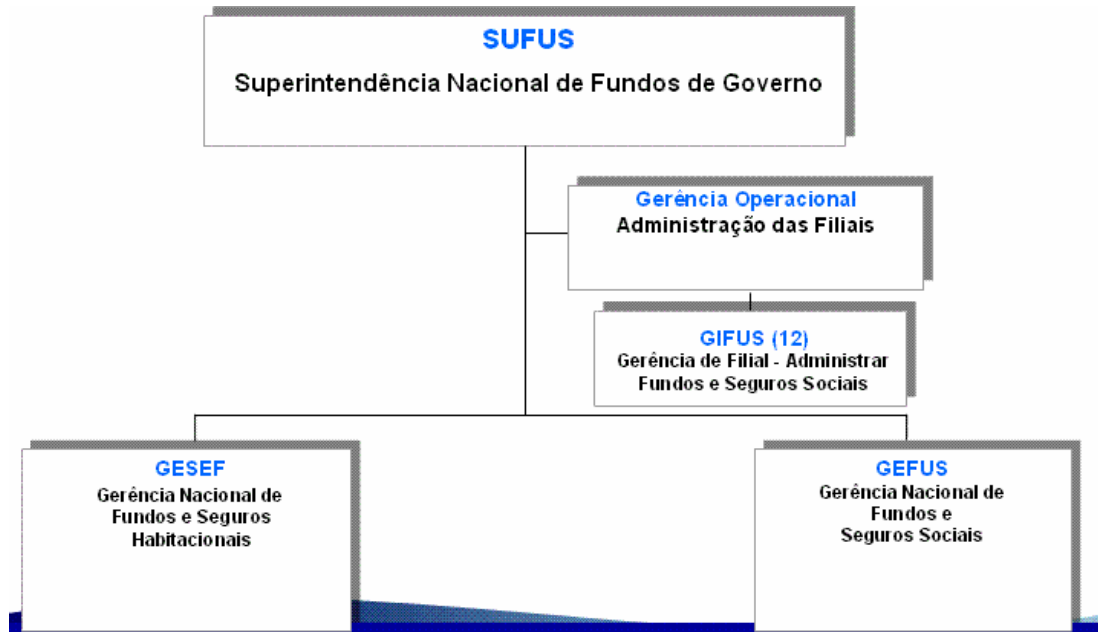 SUFUS
Superintendência Nacional de Fundos de Governo
Gerência Operacional
Administração das Filiais
GIFUS (12)
Gerência de Filial - Administrar
Fundos e Seguros Sociais
GESEF
Gerência Nacional de
Fundos e Seguros
Habitacionais
GEFUS
Gerência Nacional de
Fundos e
Seguros Sociais